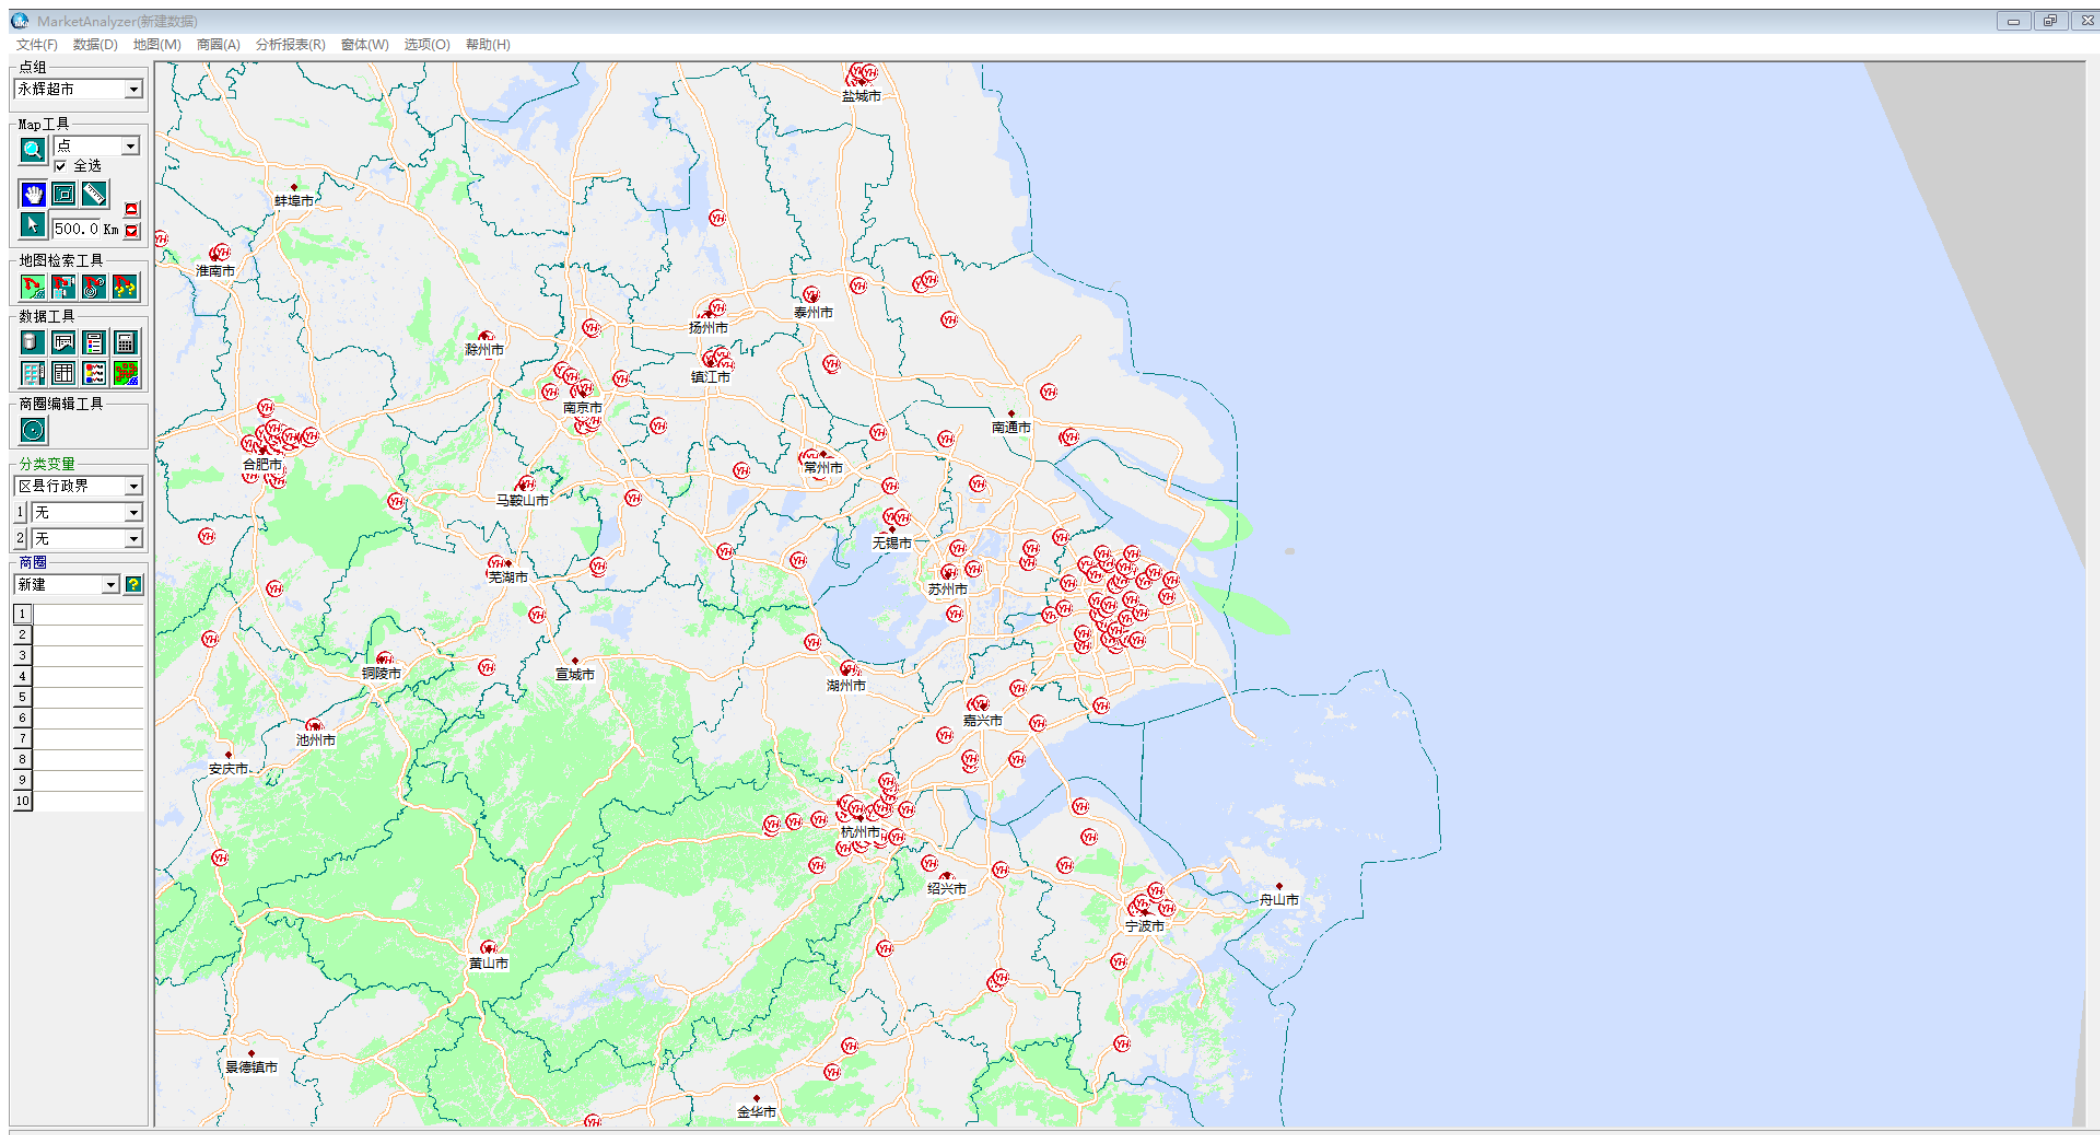 MarketAnalyzer(新建数据)
文件(F) 数据(D) 地图(M) 商圈(A) 分析报表(R) 窗体(W) 选项(O) 帮助(H)
点组
永辉超市
Map工具
点
全选
500.0 Km
地图检索工具
数据工具
商圈编辑工具
分类变量
区县行政界
1 无
2 无
商圈
新建
1
2
3
4
5
6
7
8
9
10
盐城市
蚌埠市
淮南市
泰州市
扬州市
滁州市
镇江市
南京市
南通市
合肥市
常州市
马鞍山市
无锡市
芜湖市
苏州市
铜陵市
宣城市
湖州市
嘉兴市
池州市
安庆市
杭州市
绍兴市
舟山市
宁波市
黄山市
景德镇市
金华市